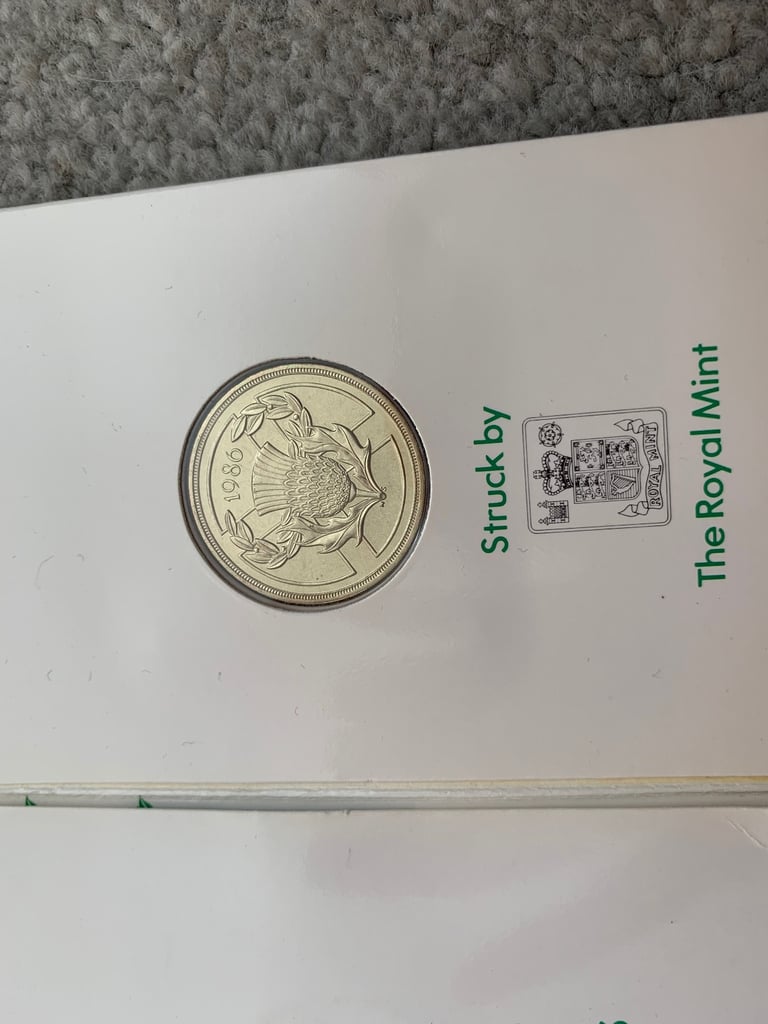 1986
Struck by
ROYAL MINT
The Royal Mint